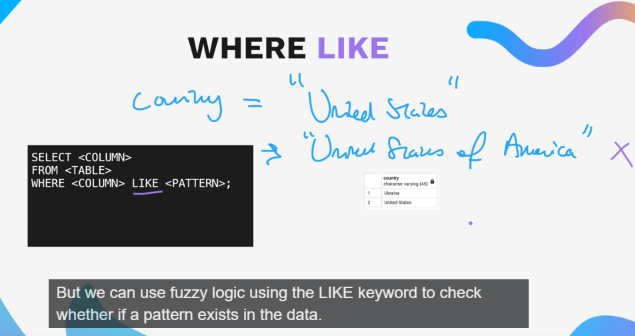 WHERE LIKE
Country = "United States"
→ "United States of America" X
SELECT <COLUMN>
FROM <TABLE>
WHERE <COLUMN> LIKE <PATTERN>;
country
character varying (45)
1 Ukraine
2 United States
But we can use fuzzy logic using the LIKE keyword to check
whether if a pattern exists in the data.